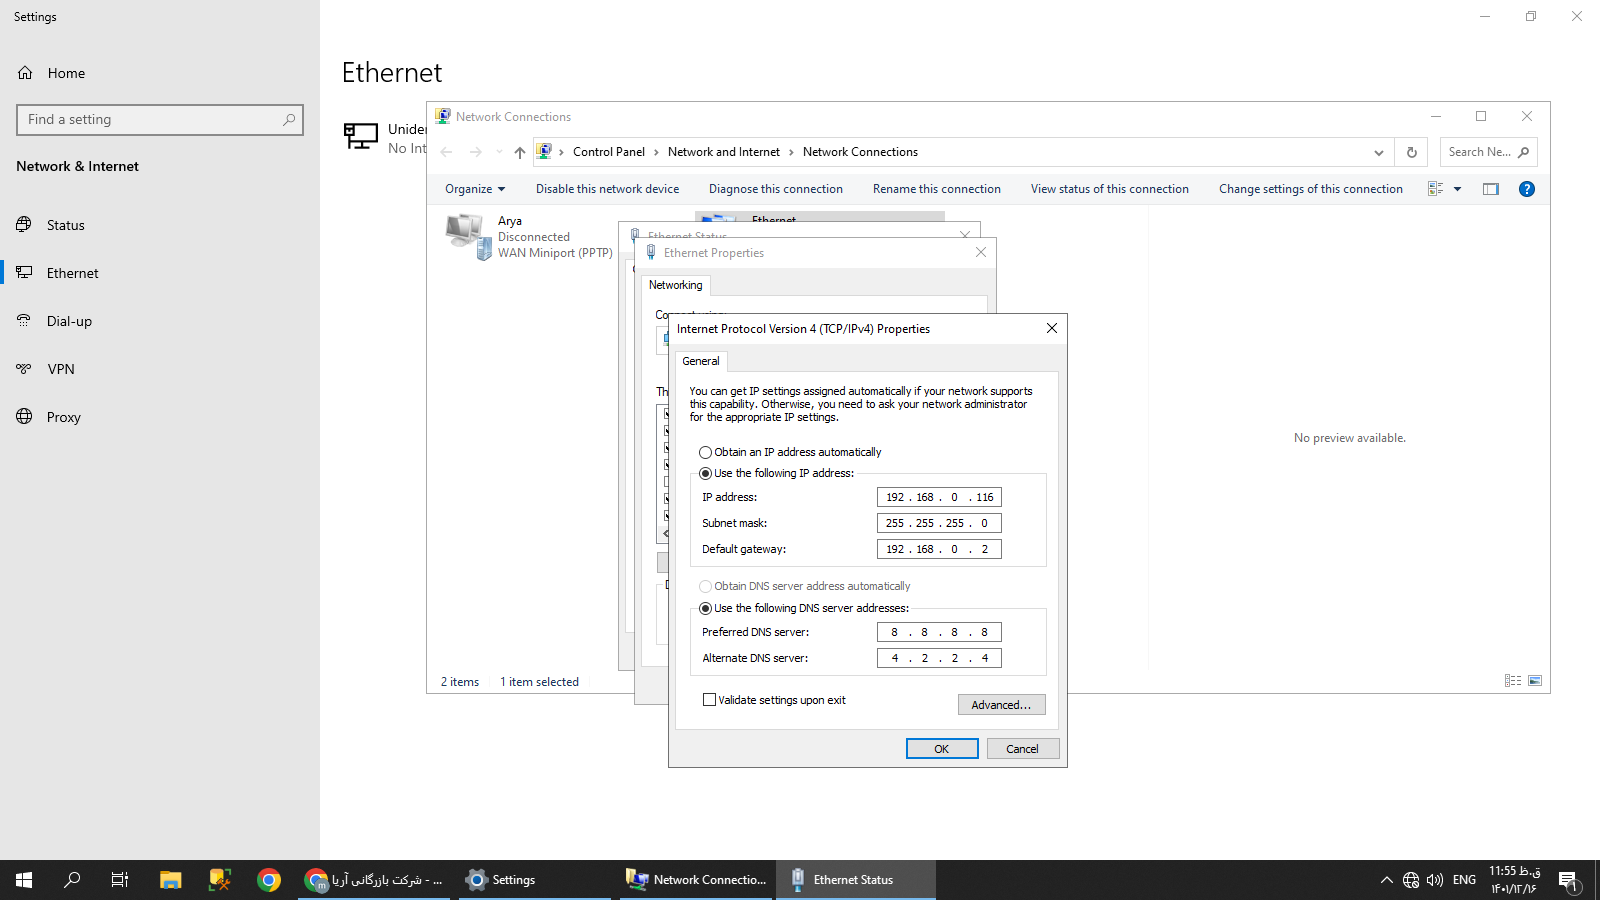 Settings
Home
Find a setting
Network & Internet
Status
Ethernet
Dial-up
VPN
Proxy
Ethernet
No Int
Network Connections
Control Panel > Network and Internet > Network Connections
Search Ne...
Organize
Disable this network device
Diagnose this connection
Rename this connection
View status of this connection
Change settings of this connection
Arya
Disconnected
WAN Miniport (PPTP)
Ethernet
Ethernet Status
Ethernet Properties
Networking
Connect using:
Internet Protocol Version 4 (TCP/IPv4) Properties
General
You can get IP settings assigned automatically if your network supports
this capability. Otherwise, you need to ask your network administrator
for the appropriate IP settings.
Obtain an IP address automatically
Use the following IP address:
IP address: 192 . 168 . 0 . 116
Subnet mask: 255 . 255 . 255 . 0
Default gateway: 192 . 168 . 0 . 2
Obtain DNS server address automatically
Use the following DNS server addresses:
Preferred DNS server: 8 . 8 . 8 . 8
Alternate DNS server: 4 . 2 . 2 . 4
Validate settings upon exit
Advanced...
OK
Cancel
No preview available.
2 items
1 item selected
شرکت بازرگانی آریا - ...
Settings
Network Connectio...
Ethernet Status
ENG
11:55 ق.ظ
۱۴۰۱/۱۲/۱۶
1